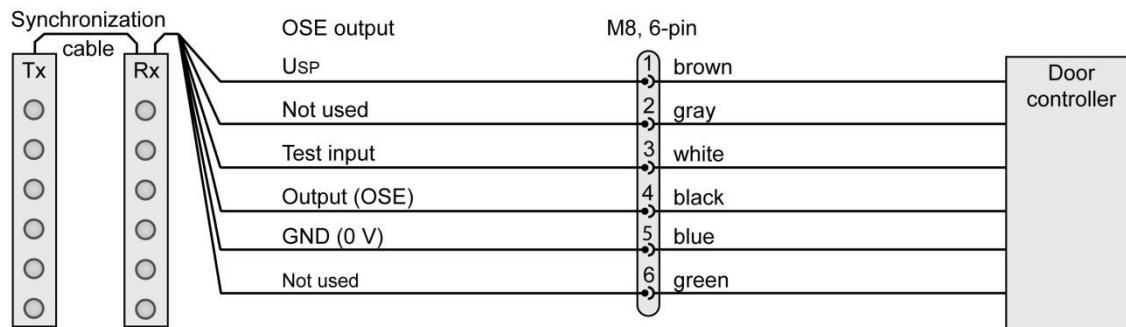 Synchronization
cable
OSE output
M8, 6-pin
Tx
Rx
USP
1
brown
Door
controller
Not used
2
gray
Test input
3
white
Output (OSE)
4
black
GND (0 V)
5
blue
Not used
6
green